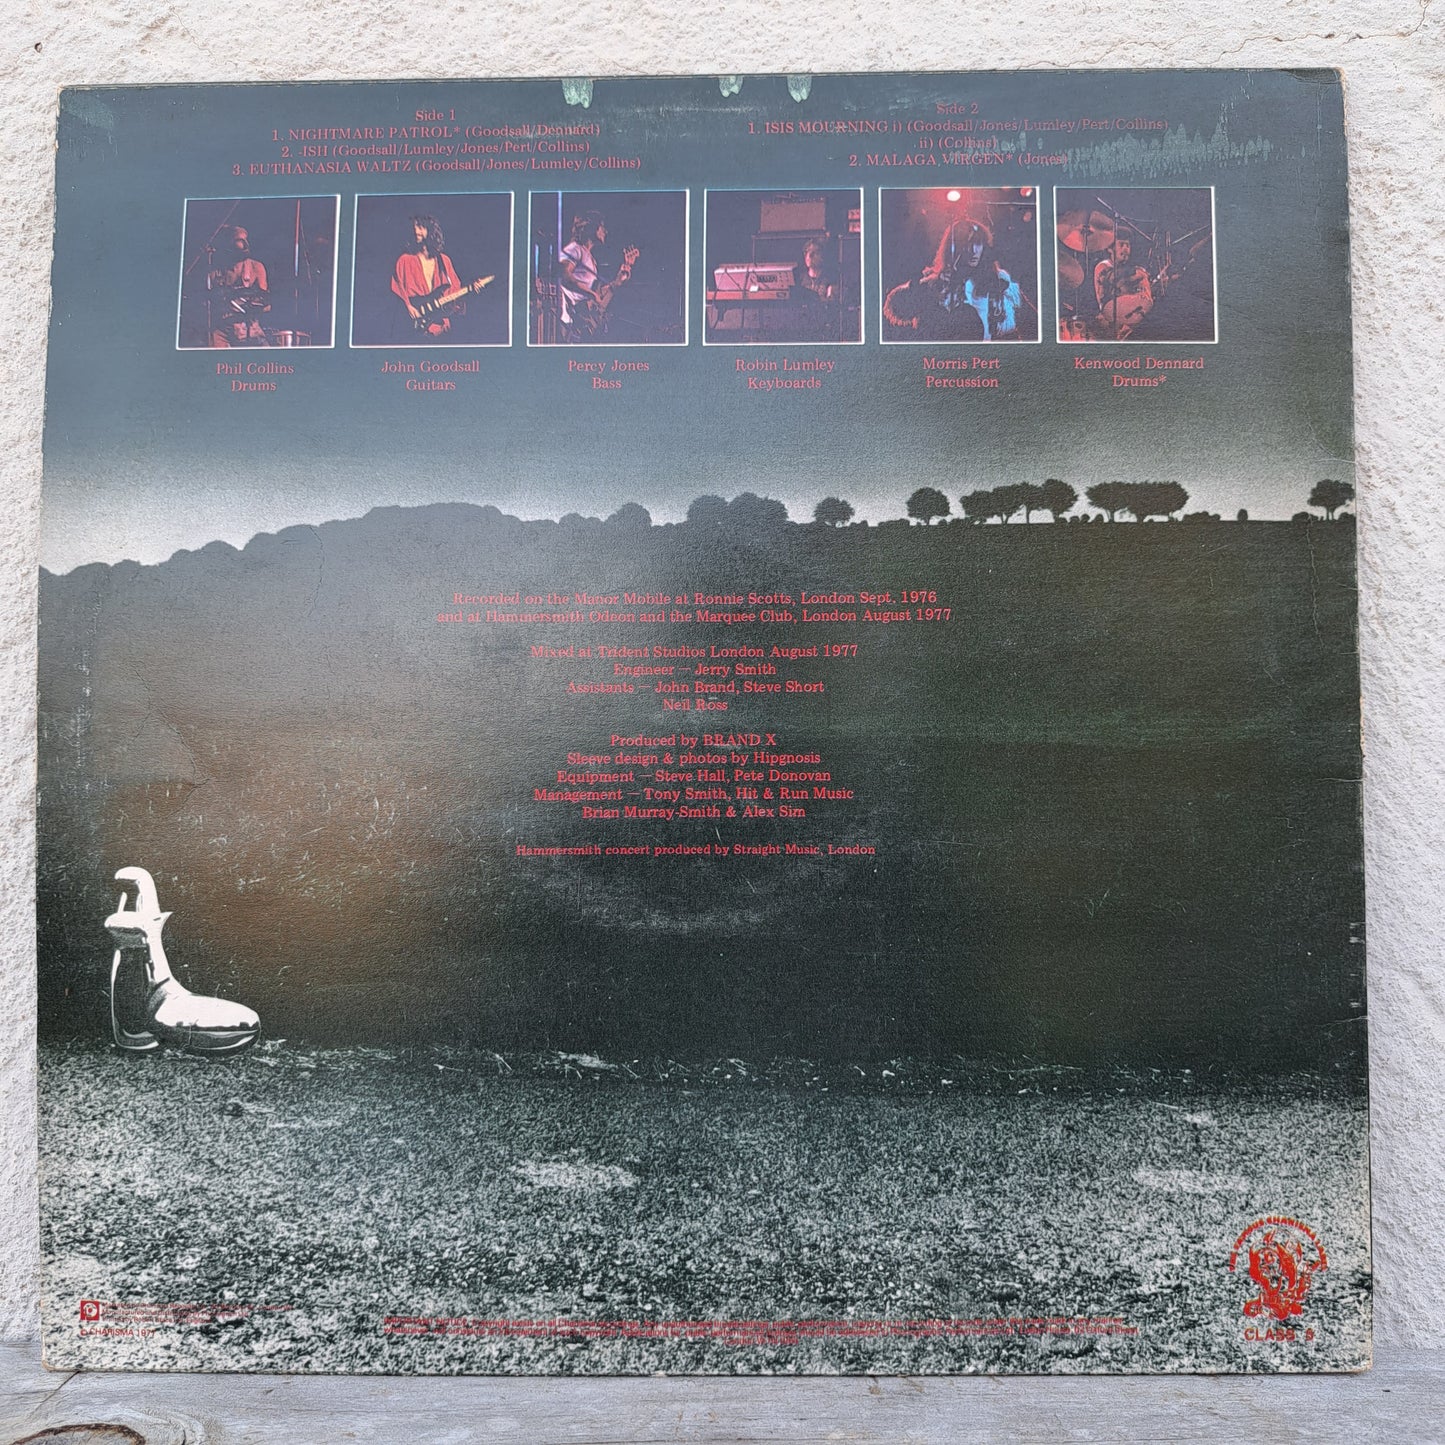 Side 1
1. NIGHTMARE PATROL* (Goodsall/Dennard)
2. -ISH (Goodsall/Lumley/Jones/Pert/Collins)
3. EUTHANASIA WALTZ (Goodsall/Jones/Lumley/Collins)
Side 2
1. ISIS MOURNING i) (Goodsall/Jones/Lumley/Pert/Collins)
ii) (Collins)
2. MALAGA VIRGEN* (Jones)
Phil Collins
Drums
John Goodsall
Guitars
Percy Jones
Bass
Robin Lumley
Keyboards
Morris Pert
Percussion
Kenwood Dennard
Drums*
Recorded on the Manor Mobile at Ronnie Scotts, London Sept. 1976
and at Hammersmith Odeon and the Marquee Club, London August 1977
Mixed at Trident Studios London August 1977
Engineer — Jerry Smith
Assistants — John Brand, Steve Short
Neil Ross
Produced by BRAND X
Sleeve design & photos by Hipgnosis
Equipment — Steve Hall, Pete Donovan
Management — Tony Smith, Hit & Run Music
Brian Murray-Smith & Alex Sim
Hammersmith concert produced by Straight Music, London
© CHARISMA 1977
THE FAMOUS CHARISMA LABEL
CLASS